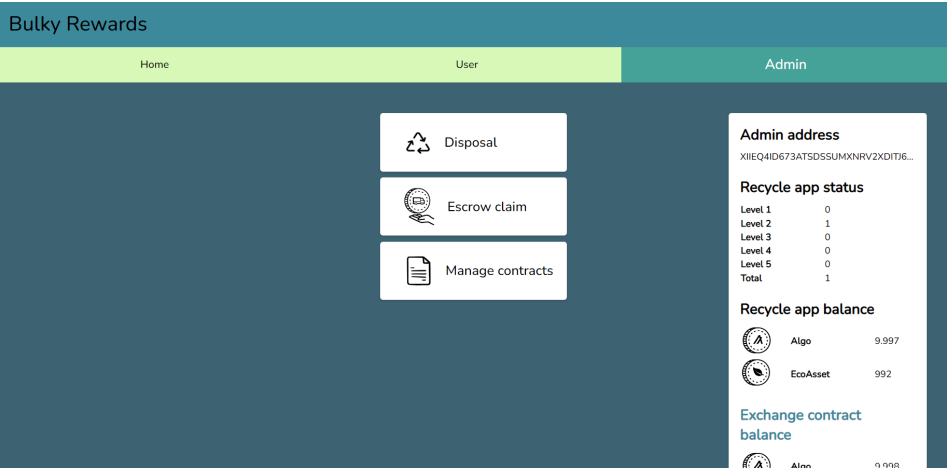 Bulky Rewards
Home
User
Admin
Disposal
Escrow claim
Manage contracts
Admin address
XIIEQ4ID673ATSDSSUMXNRV2XDITJ6...
Recycle app status
Level 1 0
Level 2 1
Level 3 0
Level 4 0
Level 5 0
Total 1
Recycle app balance
Algo 9.997
EcoAsset 992
Exchange contract
balance
Algo 9.998